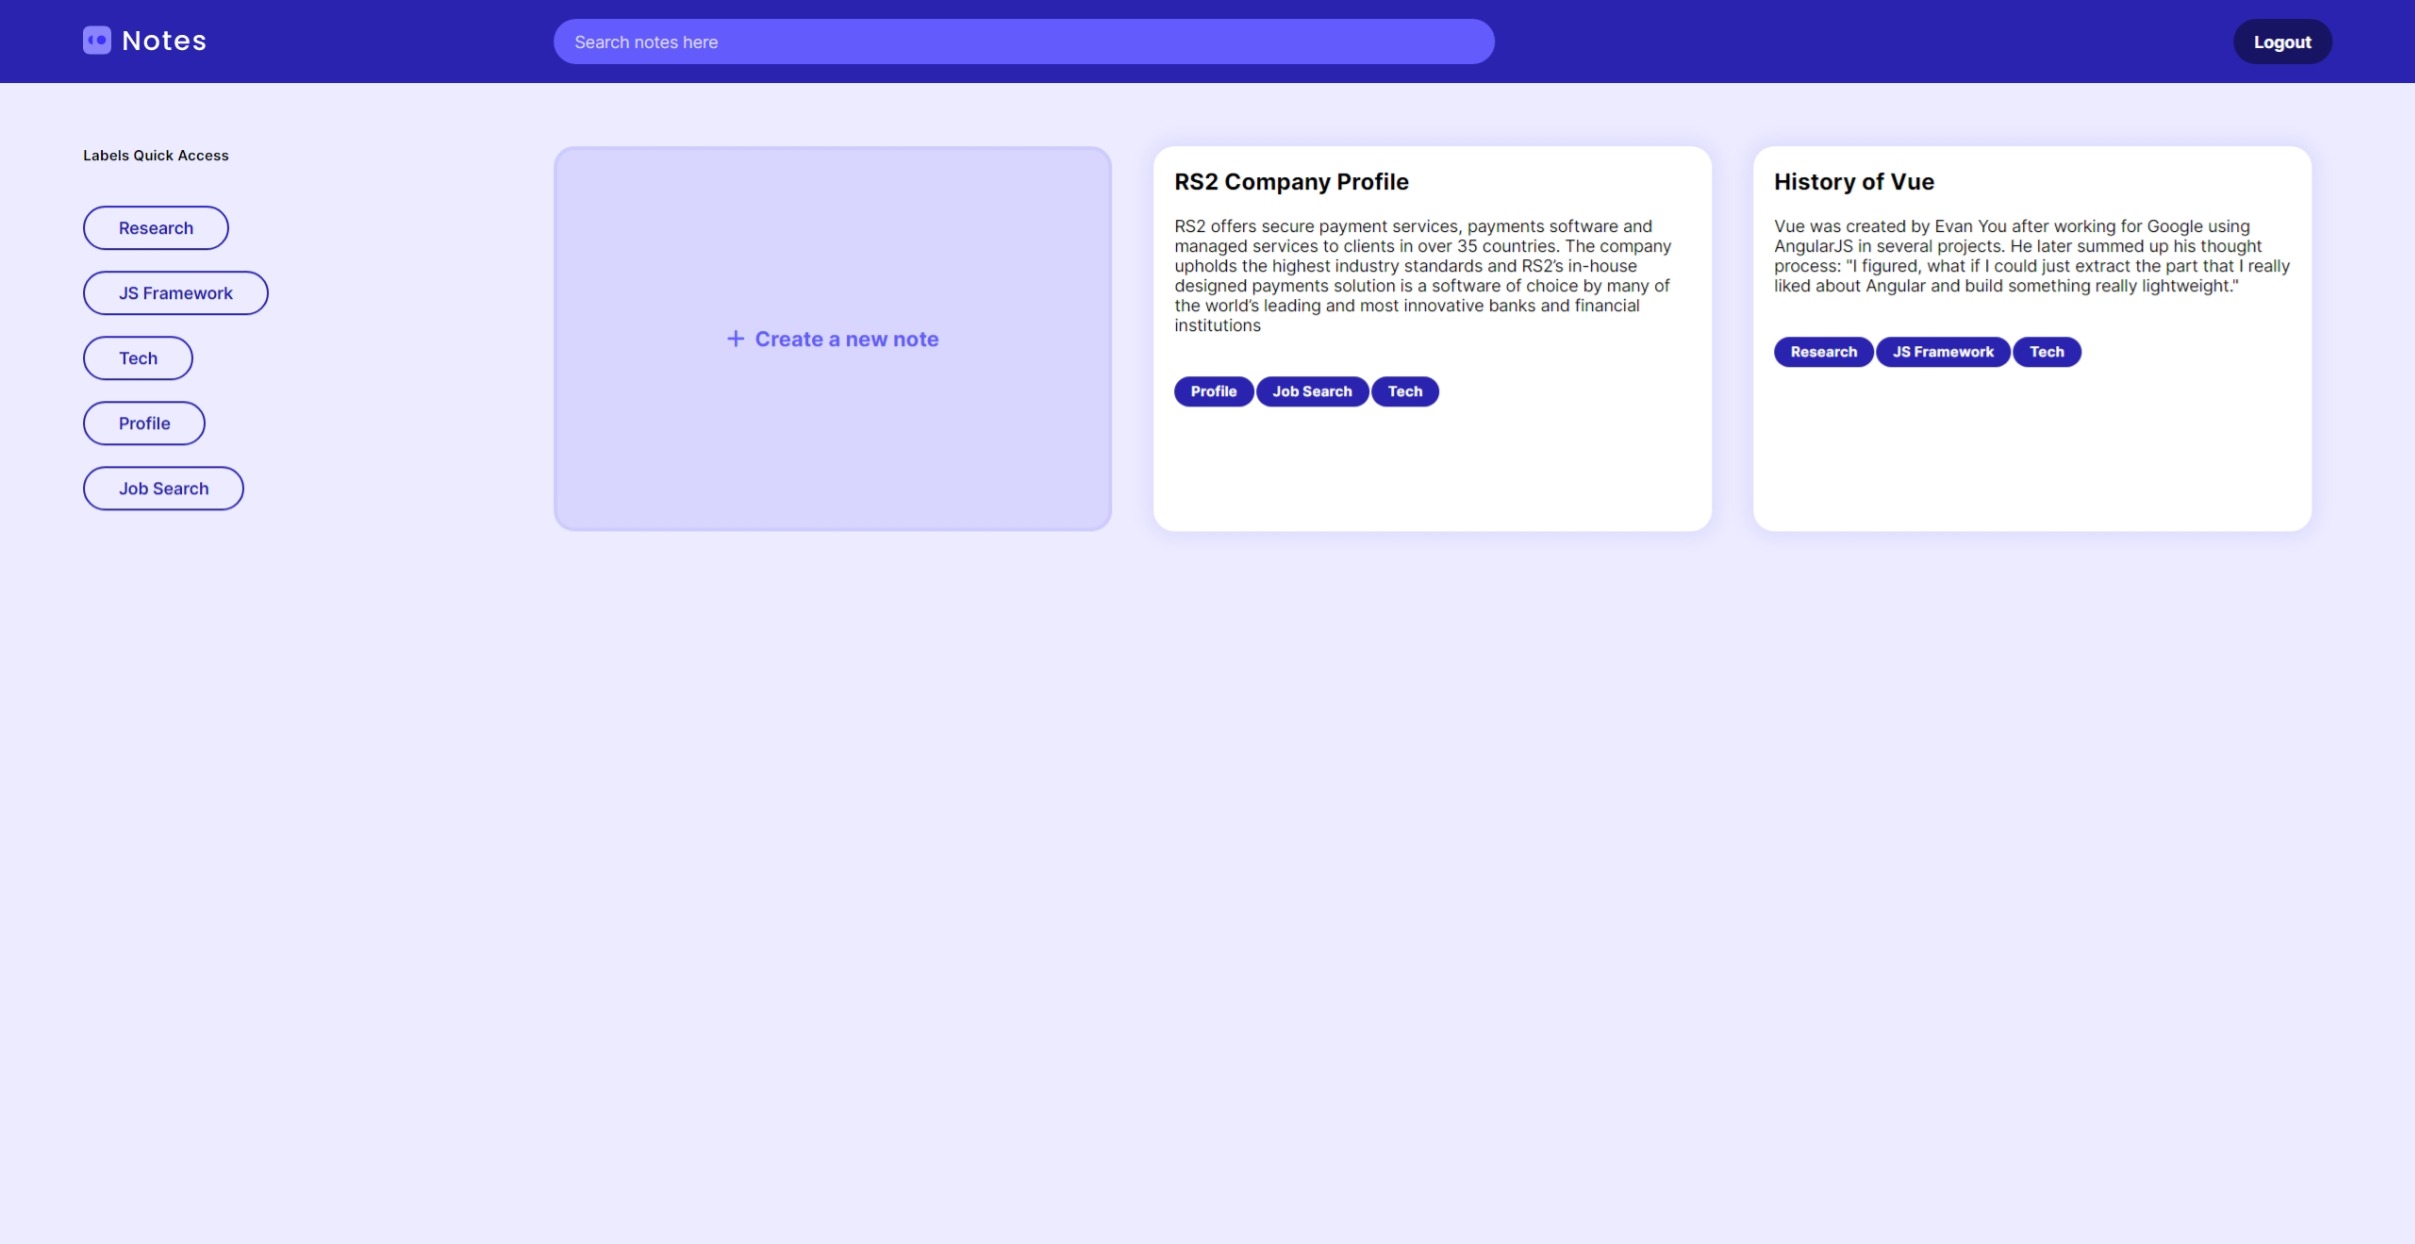 Notes
Search notes here
Logout
Labels Quick Access
Research
JS Framework
Tech
Profile
Job Search
+ Create a new note
RS2 Company Profile
RS2 offers secure payment services, payments software and
managed services to clients in over 35 countries. The company
upholds the highest industry standards and RS2’s in-house
designed payments solution is a software of choice by many of
the world’s leading and most innovative banks and financial
institutions
Profile Job Search Tech
History of Vue
Vue was created by Evan You after working for Google using
AngularJS in several projects. He later summed up his thought
process: "I figured, what if I could just extract the part that I really
liked about Angular and build something really lightweight."
Research JS Framework Tech